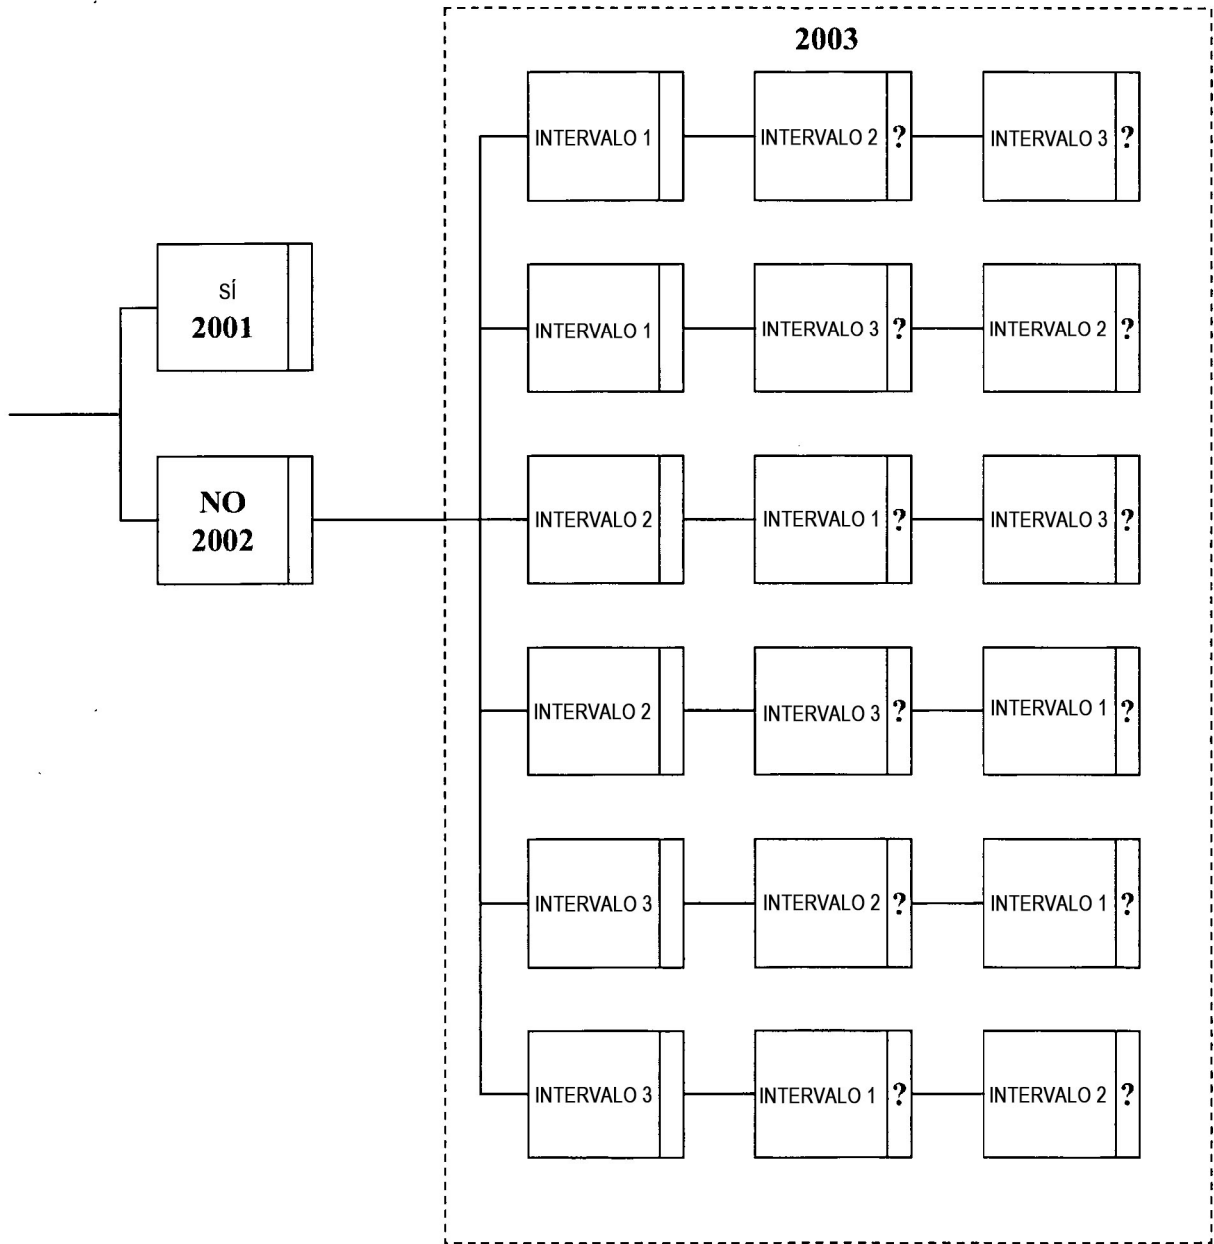 2003
INTERVALO 1
INTERVALO 2 ?
INTERVALO 3 ?
SÍ
2001
INTERVALO 1
INTERVALO 3 ?
INTERVALO 2 ?
NO
2002
INTERVALO 2
INTERVALO 1 ?
INTERVALO 3 ?
INTERVALO 2
INTERVALO 3 ?
INTERVALO 1 ?
INTERVALO 3
INTERVALO 2 ?
INTERVALO 1 ?
INTERVALO 3
INTERVALO 1 ?
INTERVALO 2 ?